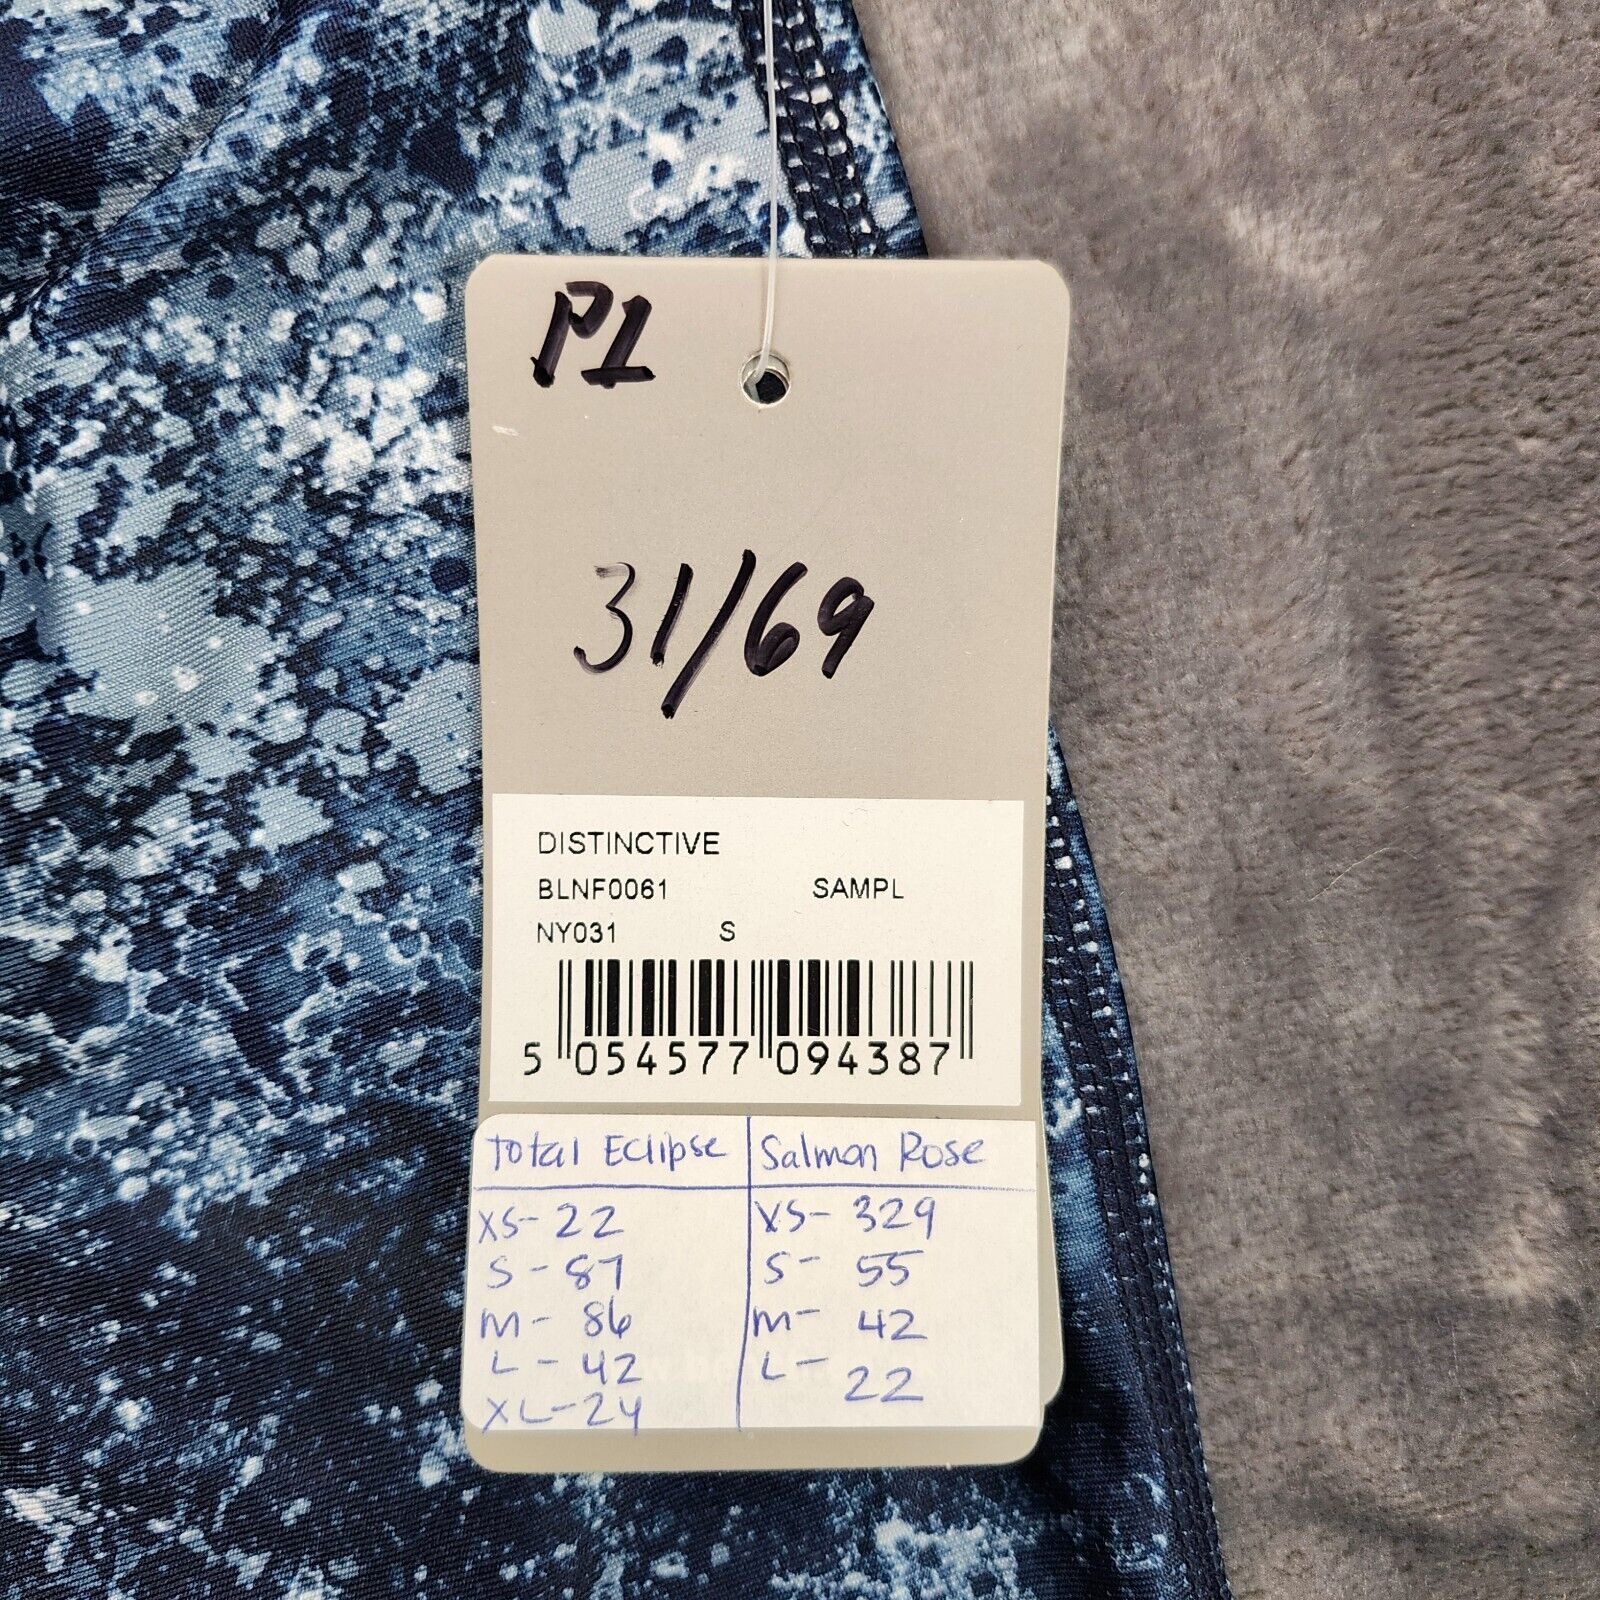 P1
31/69
DISTINCTIVE
BLNF0061 SAMPL
NY031 S
5 054577 094387
Total Eclipse Salmon Rose
XS- 22 XS- 329
S - 87 S- 55
M - 86 M- 42
L - 42 L- 22
XL- 24